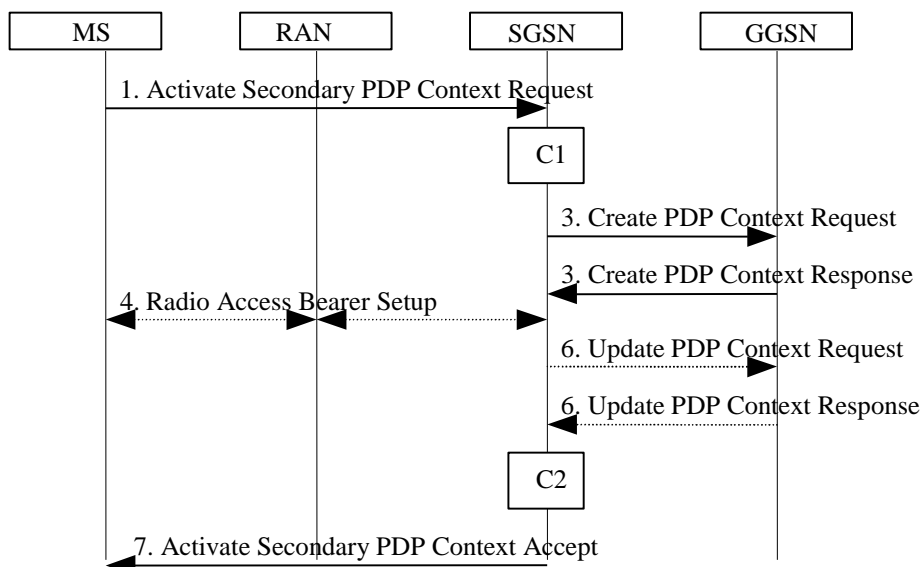 MS RAN SGSN GGSN
1. Activate Secondary PDP Context Request
C1
3. Create PDP Context Request
3. Create PDP Context Response
4. Radio Access Bearer Setup
6. Update PDP Context Request
6. Update PDP Context Response
C2
7. Activate Secondary PDP Context Accept